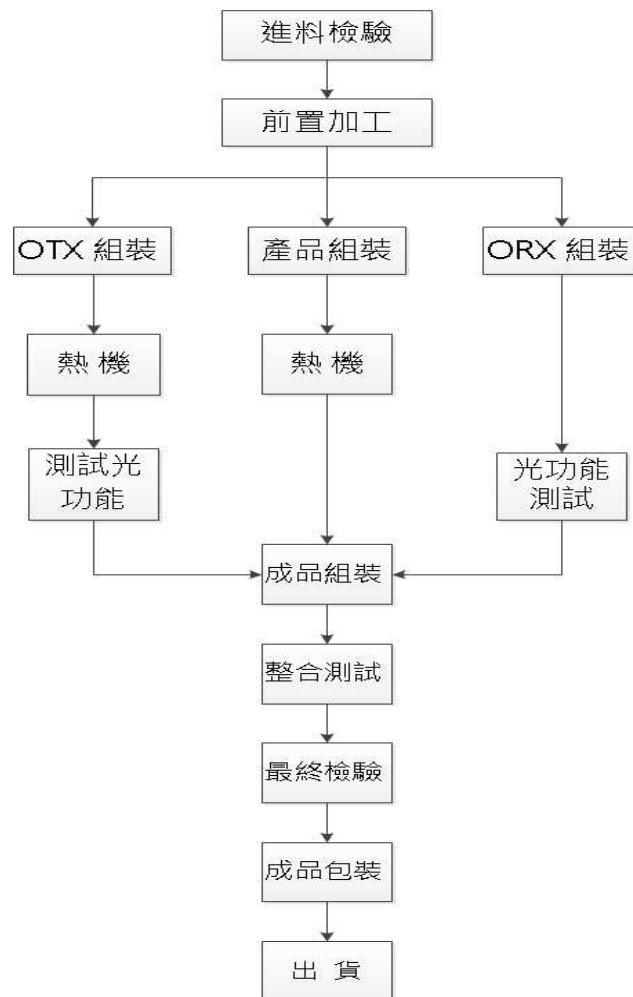 進料檢驗
前置加工
OTX 組裝
產品組裝
ORX 組裝
熱 機
熱 機
測試光
功能
光功能
測試
成品組裝
整合測試
最終檢驗
成品包裝
出 貨